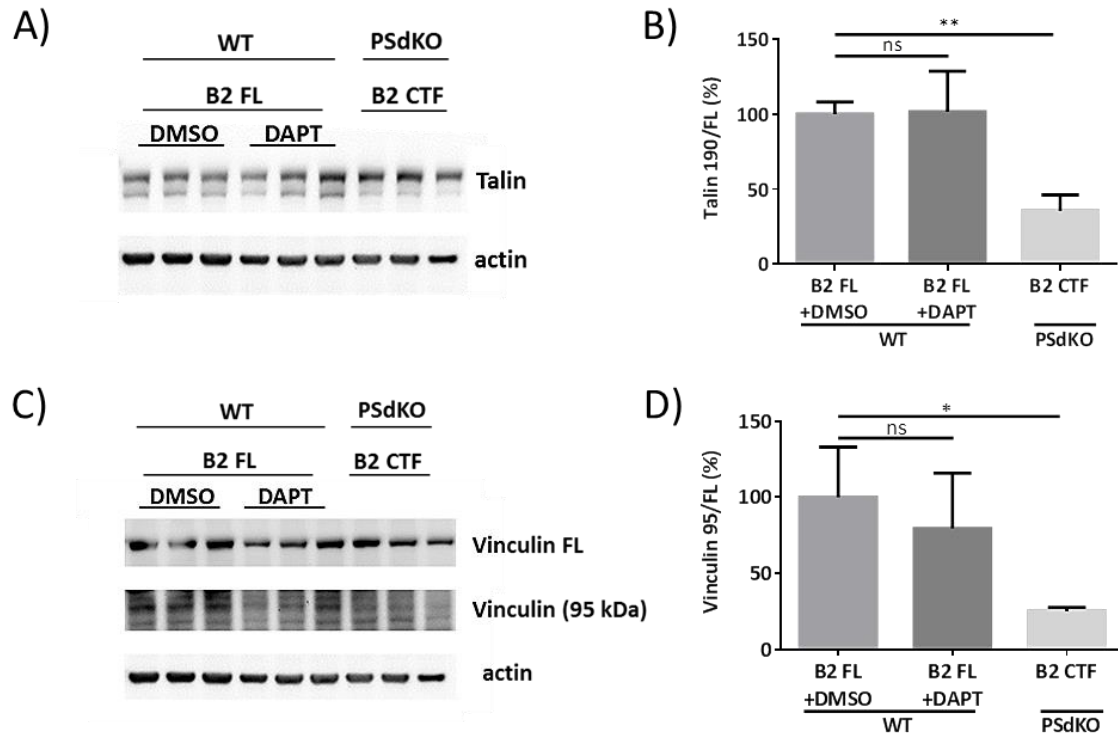 A)
WT PSdKO
B2 FL B2 CTF
DMSO DAPT
Talin
actin
B)
Talin 190/FL (%)
150
100
50
0
**
ns
B2 FL B2 FL B2 CTF
+DMSO +DAPT
WT PSdKO
C)
WT PSdKO
B2 FL B2 CTF
DMSO DAPT
Vinculin FL
Vinculin (95 kDa)
actin
D)
Vinculin 95/FL (%)
150
100
50
0
*
ns
B2 FL B2 FL B2 CTF
+DMSO +DAPT
WT PSdKO